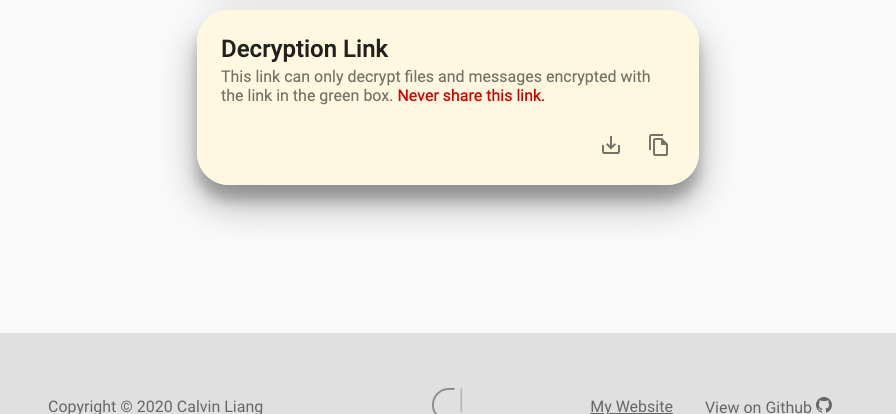 Decryption Link
This link can only decrypt files and messages encrypted with
the link in the green box. Never share this link.
Copyright © 2020 Calvin Liang
My Website
View on Github